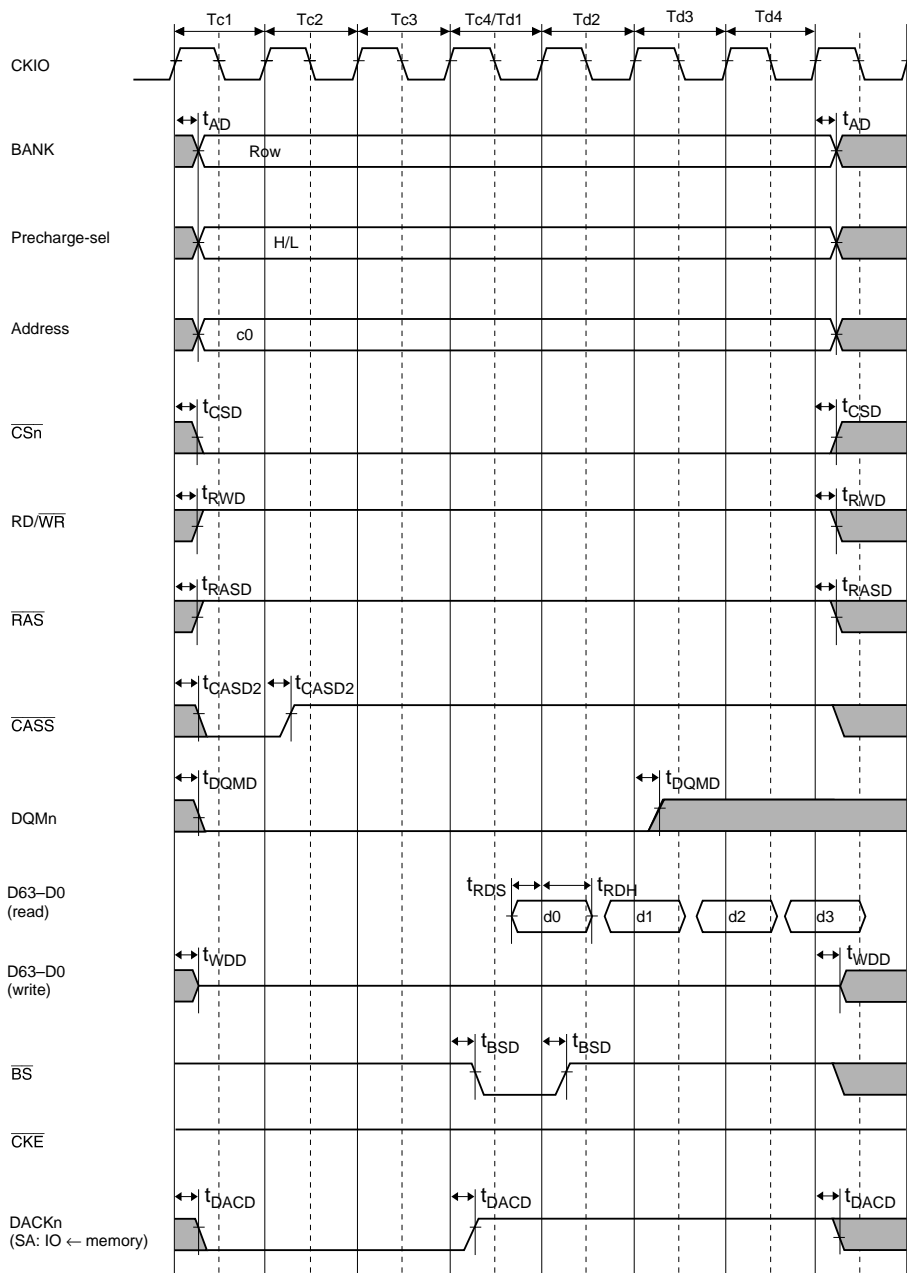 Tc1 Tc2 Tc3 Tc4/Td1 Td2 Td3 Td4
CKIO
tAD tAD
BANK Row
Precharge-sel H/L
Address c0
tCSD tCSD
CSn
tRWD tRWD
RD/WR
tRASD tRASD
RAS
tCASD2 tCASD2
CASS
tDQMD tDQMD
DQMn
tRDS tRDH
D63–D0
(read) d0 d1 d2 d3
tWDD tWDD
D63–D0
(write)
tBSD tBSD
BS
CKE
tDACD tDACD tDACD
DACKn
(SA: IO ← memory)